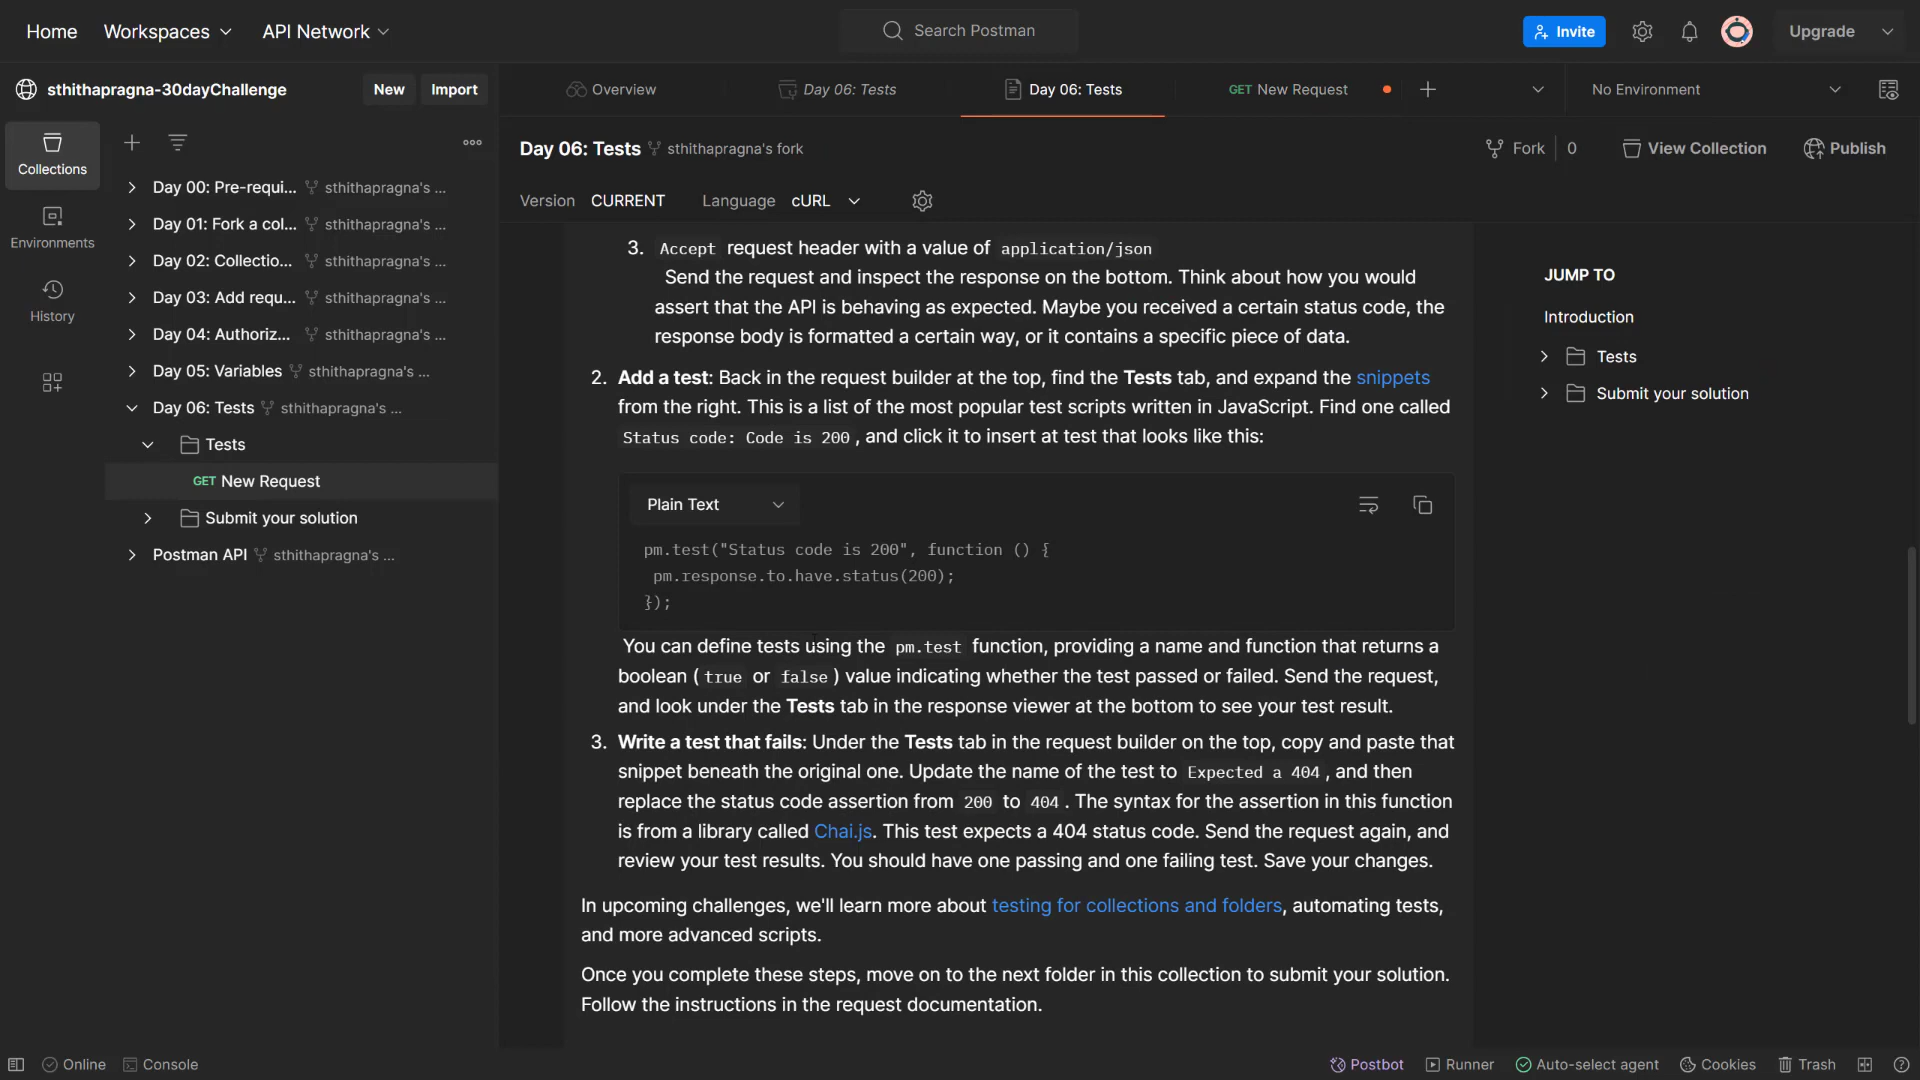 Home
Workspaces
API Network
Search Postman
Invite
Upgrade
sthithapragna-30dayChallenge
New
Import
Overview
Day 06: Tests
Day 06: Tests
GET New Request
No Environment
Collections
Environments
History
Day 00: Pre-requi... sthithapragna's ...
Day 01: Fork a col... sthithapragna's ...
Day 02: Collectio... sthithapragna's ...
Day 03: Add requ... sthithapragna's ...
Day 04: Authoriz... sthithapragna's ...
Day 05: Variables sthithapragna's ...
Day 06: Tests sthithapragna's ...
Tests
GET New Request
Submit your solution
Postman API sthithapragna's ...
Day 06: Tests sthithapragna's fork
Fork 0
View Collection
Publish
Version CURRENT
Language cURL
3. Accept request header with a value of application/json
Send the request and inspect the response on the bottom. Think about how you would
assert that the API is behaving as expected. Maybe you received a certain status code, the
response body is formatted a certain way, or it contains a specific piece of data.
2. Add a test: Back in the request builder at the top, find the Tests tab, and expand the snippets
from the right. This is a list of the most popular test scripts written in JavaScript. Find one called
Status code: Code is 200, and click it to insert at test that looks like this:
Plain Text
pm.test("Status code is 200", function () {
pm.response.to.have.status(200);
});
You can define tests using the pm.test function, providing a name and function that returns a
boolean (true or false) value indicating whether the test passed or failed. Send the request,
and look under the Tests tab in the response viewer at the bottom to see your test result.
3. Write a test that fails: Under the Tests tab in the request builder on the top, copy and paste that
snippet beneath the original one. Update the name of the test to Expected a 404, and then
replace the status code assertion from 200 to 404. The syntax for the assertion in this function
is from a library called Chai.js. This test expects a 404 status code. Send the request again, and
review your test results. You should have one passing and one failing test. Save your changes.
In upcoming challenges, we'll learn more about testing for collections and folders, automating tests,
and more advanced scripts.
Once you complete these steps, move on to the next folder in this collection to submit your solution.
Follow the instructions in the request documentation.
JUMP TO
Introduction
Tests
Submit your solution
Online
Console
Postbot
Runner
Auto-select agent
Cookies
Trash